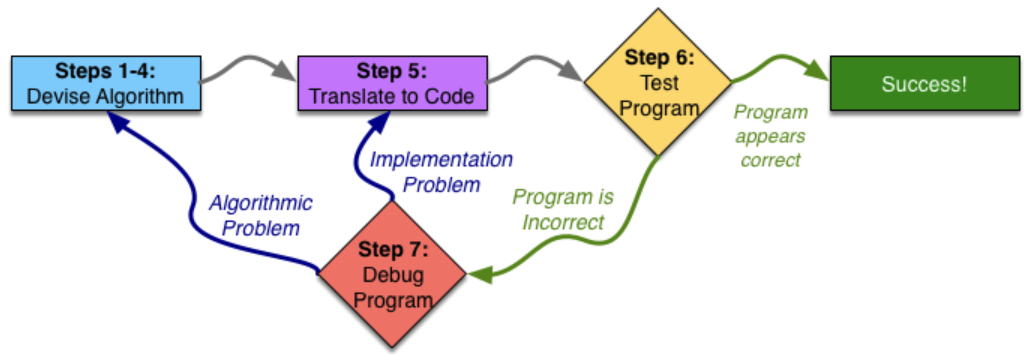 Steps 1-4:
Devise Algorithm
Step 5:
Translate to Code
Step 6:
Test
Program
Success!
Program
appears
correct
Implementation
Problem
Program is
Incorrect
Algorithmic
Problem
Step 7:
Debug
Program